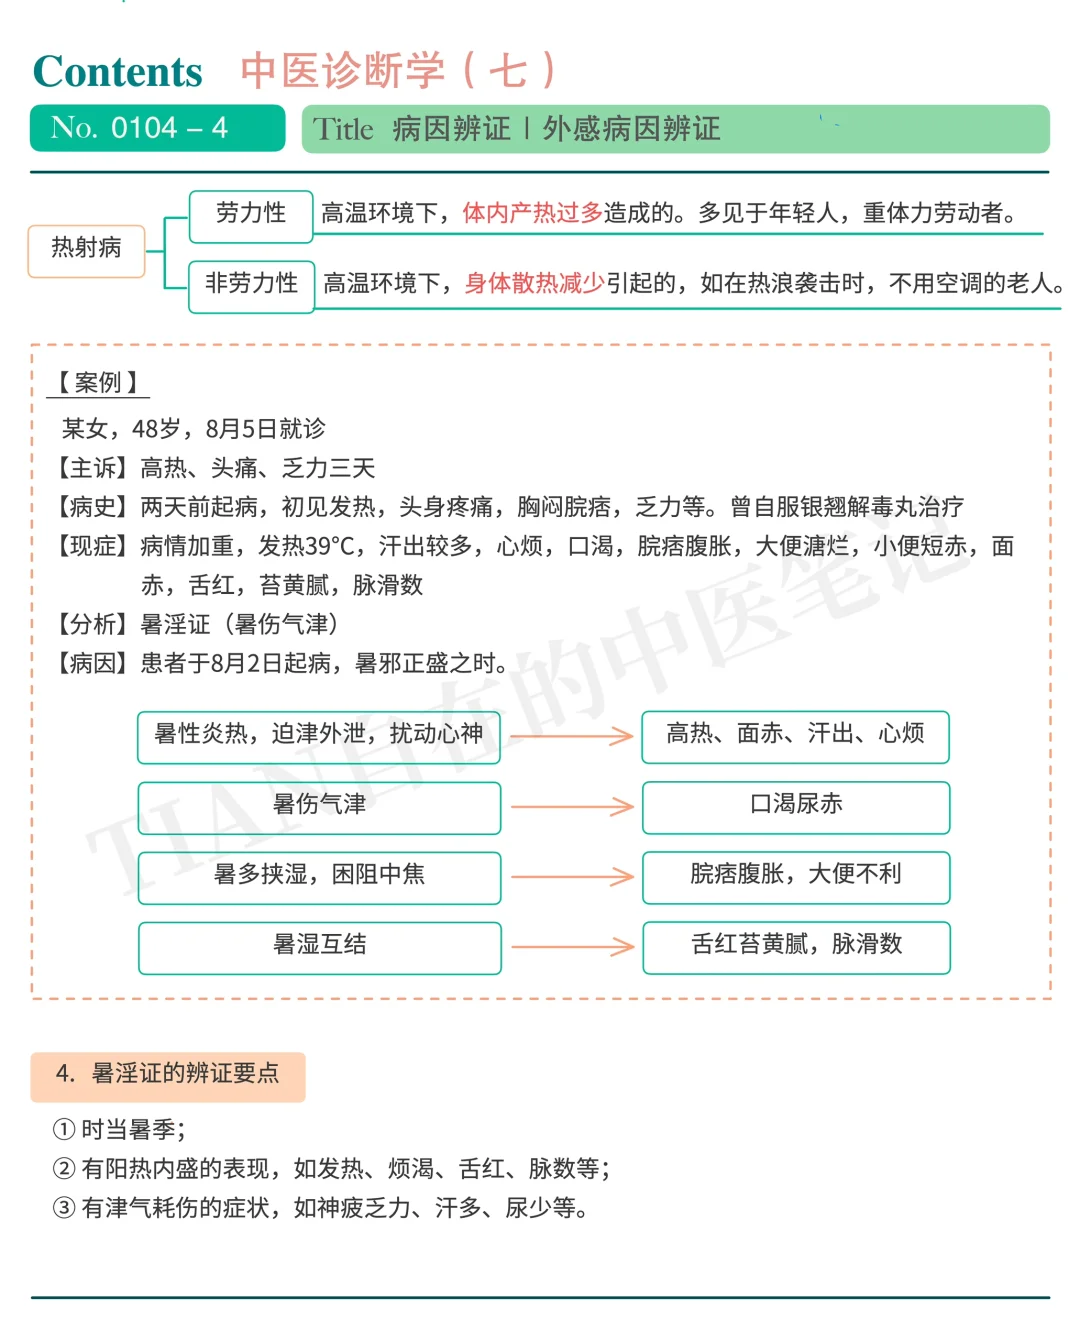 Contents 中医诊断学（七）
No. 0104 – 4 Title 病因辨证 | 外感病因辨证
热射病
劳力性 高温环境下，体内产热过多造成的。多见于年轻人，重体力劳动者。
非劳力性 高温环境下，身体散热减少引起的，如在热浪袭击时，不用空调的老人。
【案例】
某女，48岁，8月5日就诊
【主诉】高热、头痛、乏力三天
【病史】两天前起病，初见发热，头身疼痛，胸闷脘痞，乏力等。曾自服银翘解毒丸治疗
【现症】病情加重，发热39℃，汗出较多，心烦，口渴，脘痞腹胀，大便溏烂，小便短赤，面
赤，舌红，苔黄腻，脉滑数
【分析】暑淫证（暑伤气津）
【病因】患者于8月2日起病，暑邪正盛之时。
暑性炎热，迫津外泄，扰动心神 高热、面赤、汗出、心烦
暑伤气津 口渴尿赤
暑多挟湿，困阻中焦 脘痞腹胀，大便不利
暑湿互结 舌红苔黄腻，脉滑数
TIAN自在的中医笔记
4. 暑淫证的辨证要点
① 时当暑季；
② 有阳热内盛的表现，如发热、烦渴、舌红、脉数等；
③ 有津气耗伤的症状，如神疲乏力、汗多、尿少等。